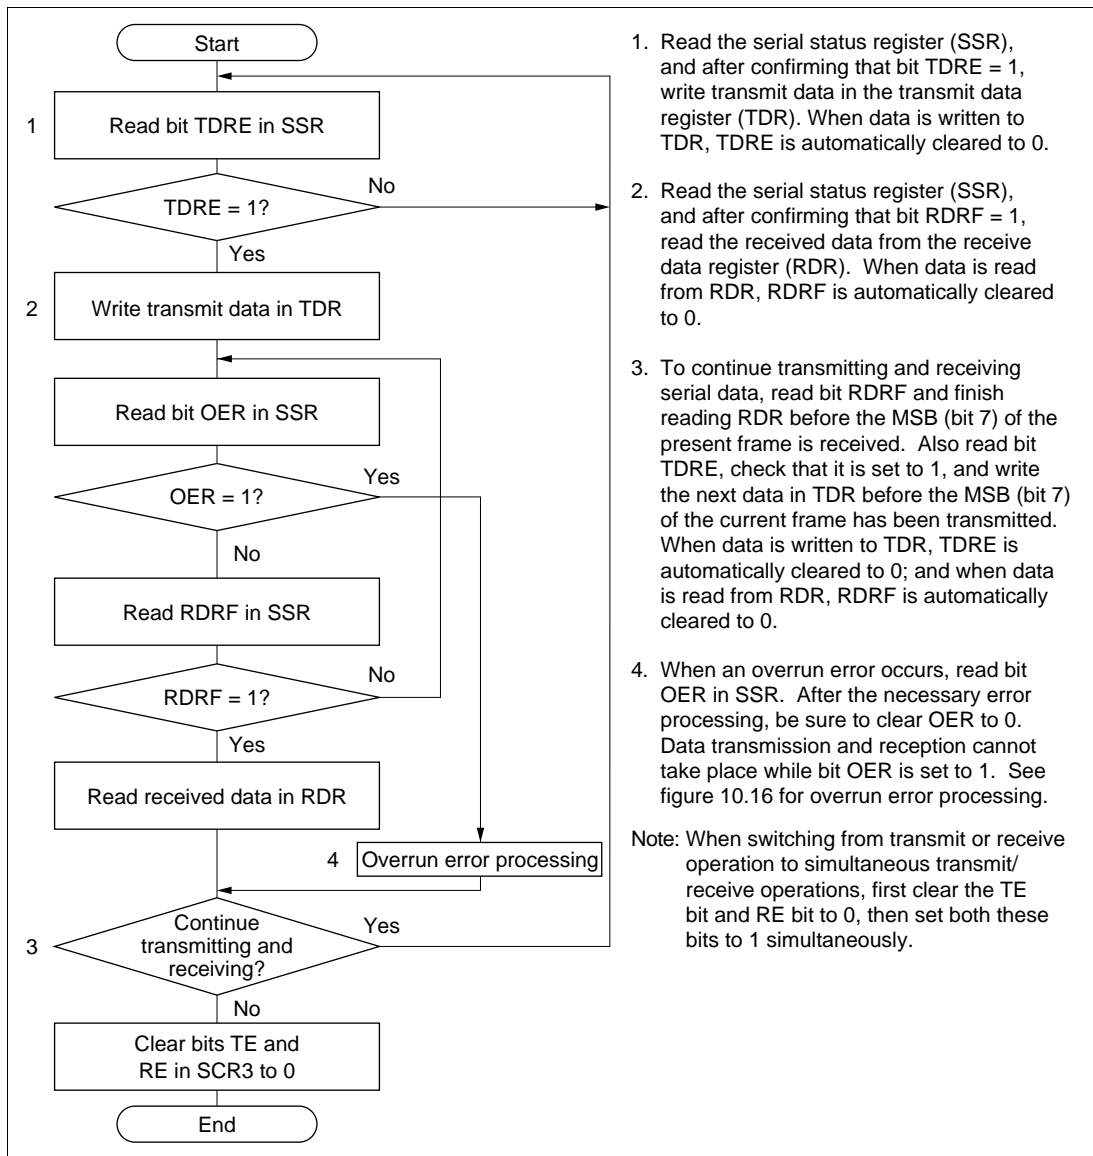 Start
1
Read bit TDRE in SSR
TDRE = 1?
No
Yes
2
Write transmit data in TDR
Read bit OER in SSR
OER = 1?
Yes
No
Read RDRF in SSR
RDRF = 1?
No
Yes
Read received data in RDR
4
Overrun error processing
3
Continue
transmitting and
receiving?
Yes
No
Clear bits TE and
RE in SCR3 to 0
End
1. Read the serial status register (SSR),
and after confirming that bit TDRE = 1,
write transmit data in the transmit data
register (TDR). When data is written to
TDR, TDRE is automatically cleared to 0.
2. Read the serial status register (SSR),
and after confirming that bit RDRF = 1,
read the received data from the receive
data register (RDR). When data is read
from RDR, RDRF is automatically cleared
to 0.
3. To continue transmitting and receiving
serial data, read bit RDRF and finish
reading RDR before the MSB (bit 7) of the
present frame is received. Also read bit
TDRE, check that it is set to 1, and write
the next data in TDR before the MSB (bit 7)
of the current frame has been transmitted.
When data is written to TDR, TDRE is
automatically cleared to 0; and when data
is read from RDR, RDRF is automatically
cleared to 0.
4. When an overrun error occurs, read bit
OER in SSR. After the necessary error
processing, be sure to clear OER to 0.
Data transmission and reception cannot
take place while bit OER is set to 1. See
figure 10.16 for overrun error processing.
Note: When switching from transmit or receive
operation to simultaneous transmit/
receive operations, first clear the TE
bit and RE bit to 0, then set both these
bits to 1 simultaneously.